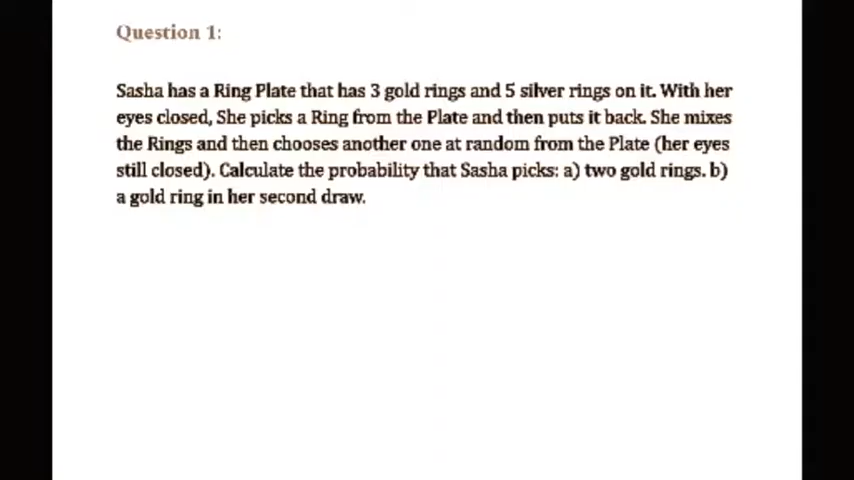 Question 1:
Sasha has a Ring Plate that has 3 gold rings and 5 silver rings on it. With her
eyes closed, She picks a Ring from the Plate and then puts it back. She mixes
the Rings and then chooses another one at random from the Plate (her eyes
still closed). Calculate the probability that Sasha picks: a) two gold rings. b)
a gold ring in her second draw.